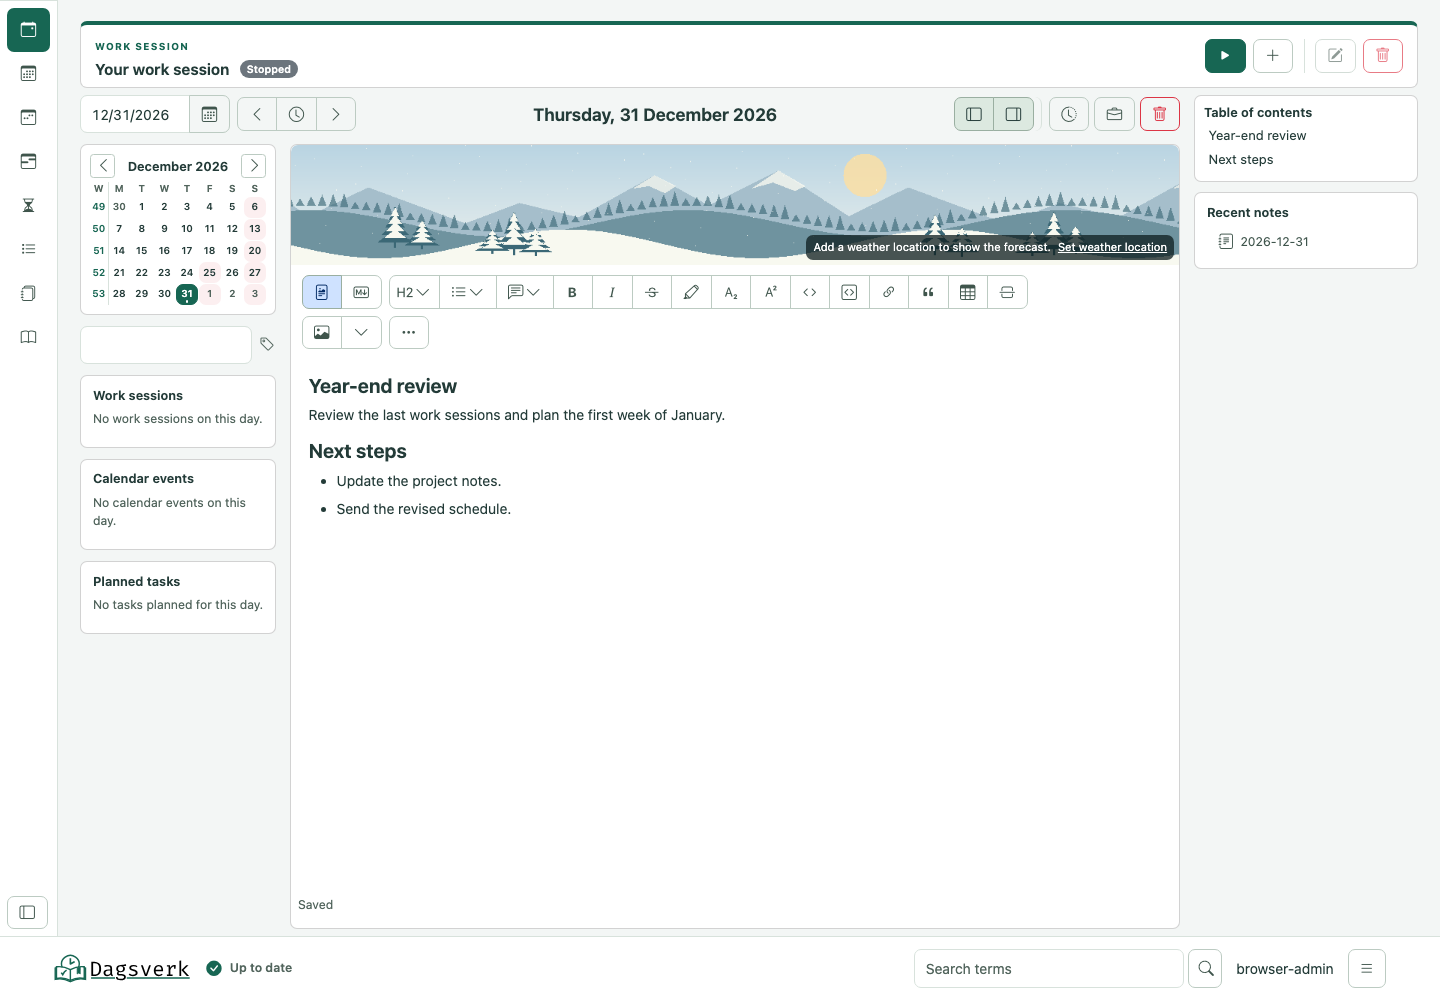 WORK SESSION
Your work session Stopped
12/31/2026
Thursday, 31 December 2026
December 2026
W M T W T F S S
49 30 1 2 3 4 5 6
50 7 8 9 10 11 12 13
51 14 15 16 17 18 19 20
52 21 22 23 24 25 26 27
53 28 29 30 31 1 2 3
Work sessions
No work sessions on this day.
Calendar events
No calendar events on this
day.
Planned tasks
No tasks planned for this day.
Add a weather location to show the forecast. Set weather location
H2 B I S A₂ A²
Year-end review
Review the last work sessions and plan the first week of January.
Next steps
• Update the project notes.
• Send the revised schedule.
Saved
Table of contents
Year-end review
Next steps
Recent notes
2026-12-31
Dagsverk
Up to date
Search terms
browser-admin